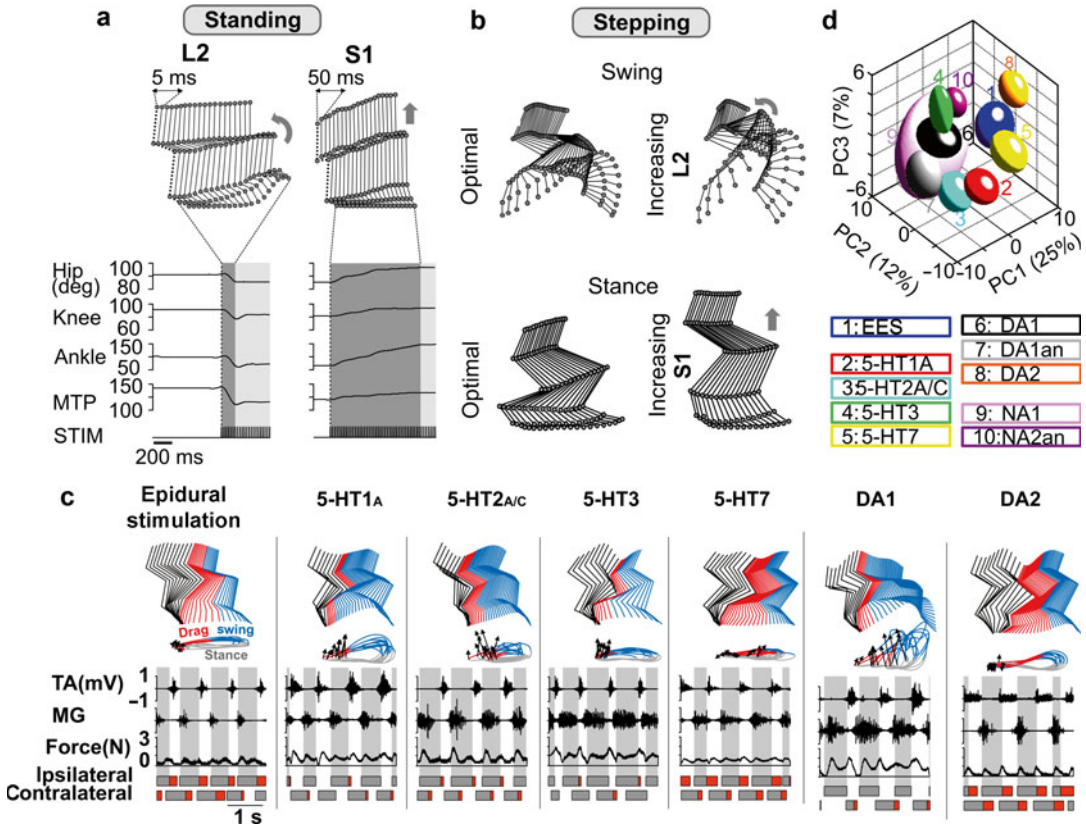 a
Standing
L2
S1
5 ms
50 ms
Hip (deg)
100
80
Knee
100
60
Ankle
150
50
MTP
150
100
STIM
200 ms
b
Stepping
Swing
Optimal
Increasing
L2
Stance
Optimal
Increasing
S1
d
6
PC3 (7%)
-6
10
PC2 (12%)
0
-10
-10
0
10
PC1 (25%)
4
10
8
1
9
6
5
7
3
2
1: EES
2: 5-HT1A
3:5-HT2A/C
4: 5-HT3
5: 5-HT7
6: DA1
7: DA1an
8: DA2
9: NA1
10:NA2an
c
Epidural stimulation
5-HT1A
5-HT2A/C
5-HT3
5-HT7
DA1
DA2
Drag
swing
Stance
TA(mV)
1
−1
MG
Force(N)
3
0
Ipsilateral
Contralateral
1 s